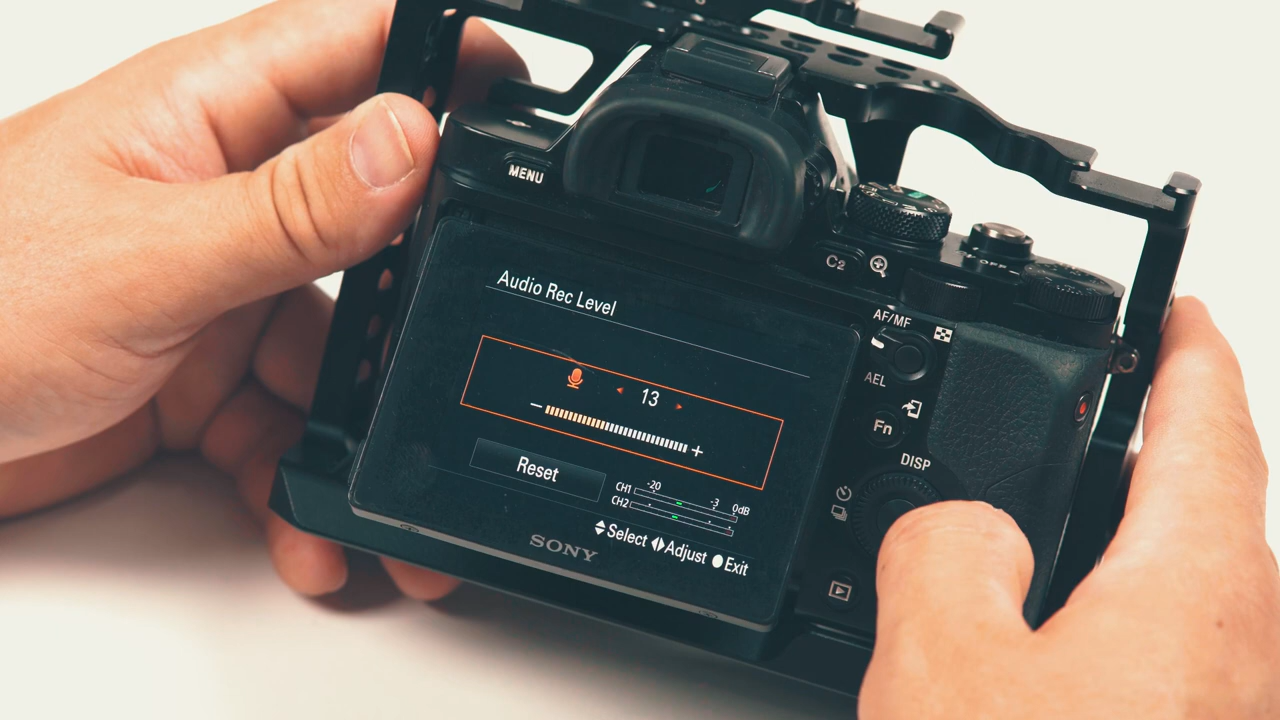 MENU
C2
OFF
AF/MF
AEL
Fn
DISP
Audio Rec Level
13
− +
Reset
-20 -3 0dB
CH1
CH2
Select Adjust Exit
SONY